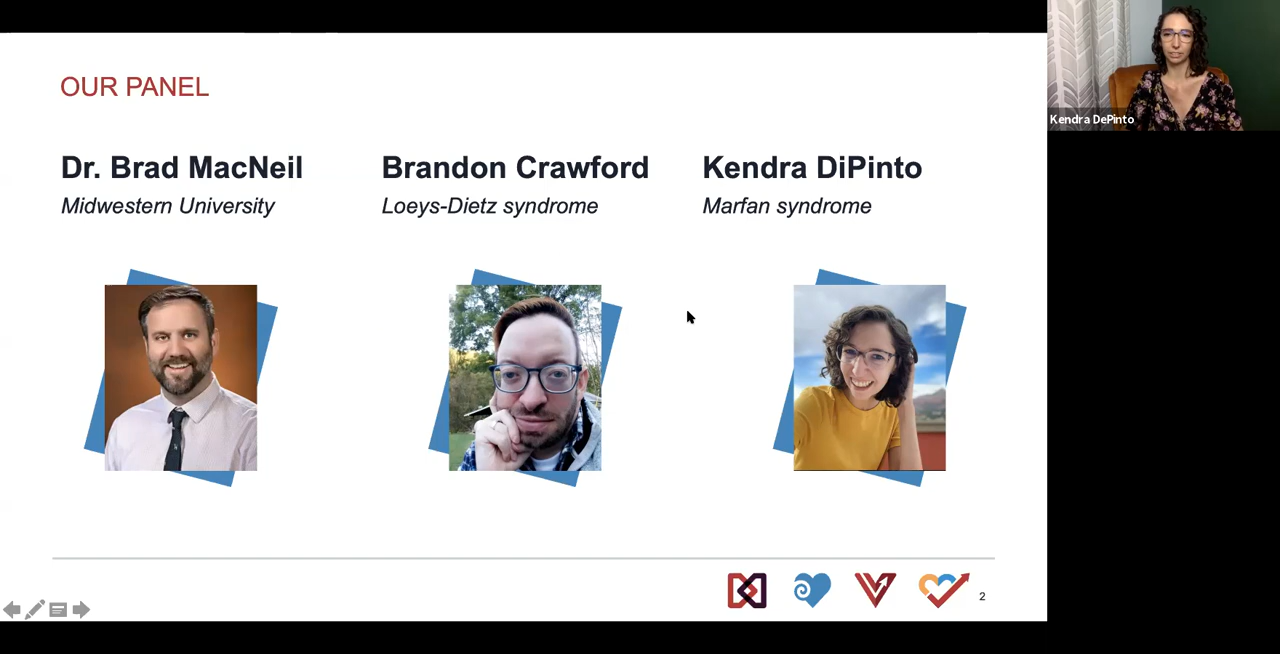 OUR PANEL
Dr. Brad MacNeil
Midwestern University
Brandon Crawford
Loeys-Dietz syndrome
Kendra DiPinto
Marfan syndrome
Kendra DePinto
2